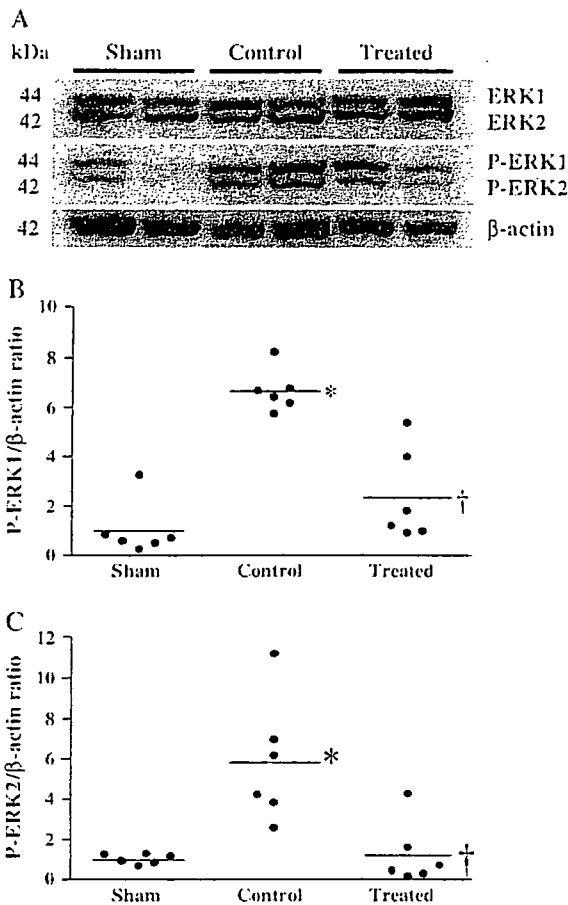 A
kDa Sham Control Treated
44 ERK1
42 ERK2
44 P-ERK1
42 P-ERK2
42 β-actin
B
P-ERK1/β-actin ratio
10
8
6
4
2
0
*
†
Sham Control Treated
C
P-ERK2/β-actin ratio
12
10
8
6
4
2
0
*
†
Sham Control Treated